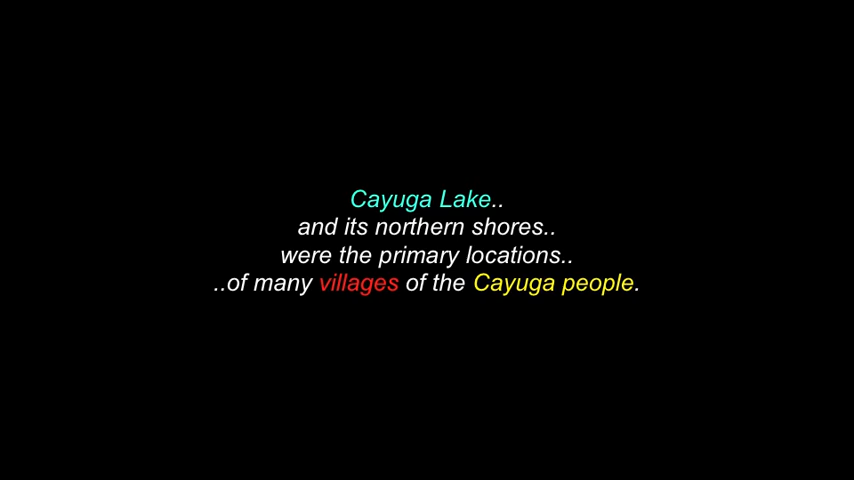 Cayuga Lake..
and its northern shores..
were the primary locations..
..of many villages of the Cayuga people.